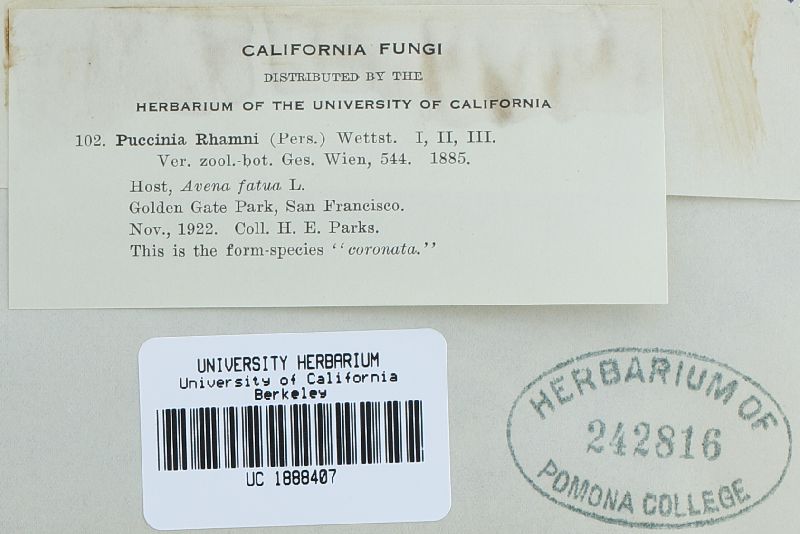 CALIFORNIA FUNGI
DISTRIBUTED BY THE
HERBARIUM OF THE UNIVERSITY OF CALIFORNIA
102. Puccinia Rhamni (Pers.) Wettst. I, II, III.
Ver. zool.-bot. Ges. Wien, 544. 1885.
Host, Avena fatua L.
Golden Gate Park, San Francisco.
Nov., 1922. Coll. H. E. Parks.
This is the form-species "coronata."
UNIVERSITY HERBARIUM
University of California
Berkeley
UC 1888407
HERBARIUM OF
242816
POMONA COLLEGE